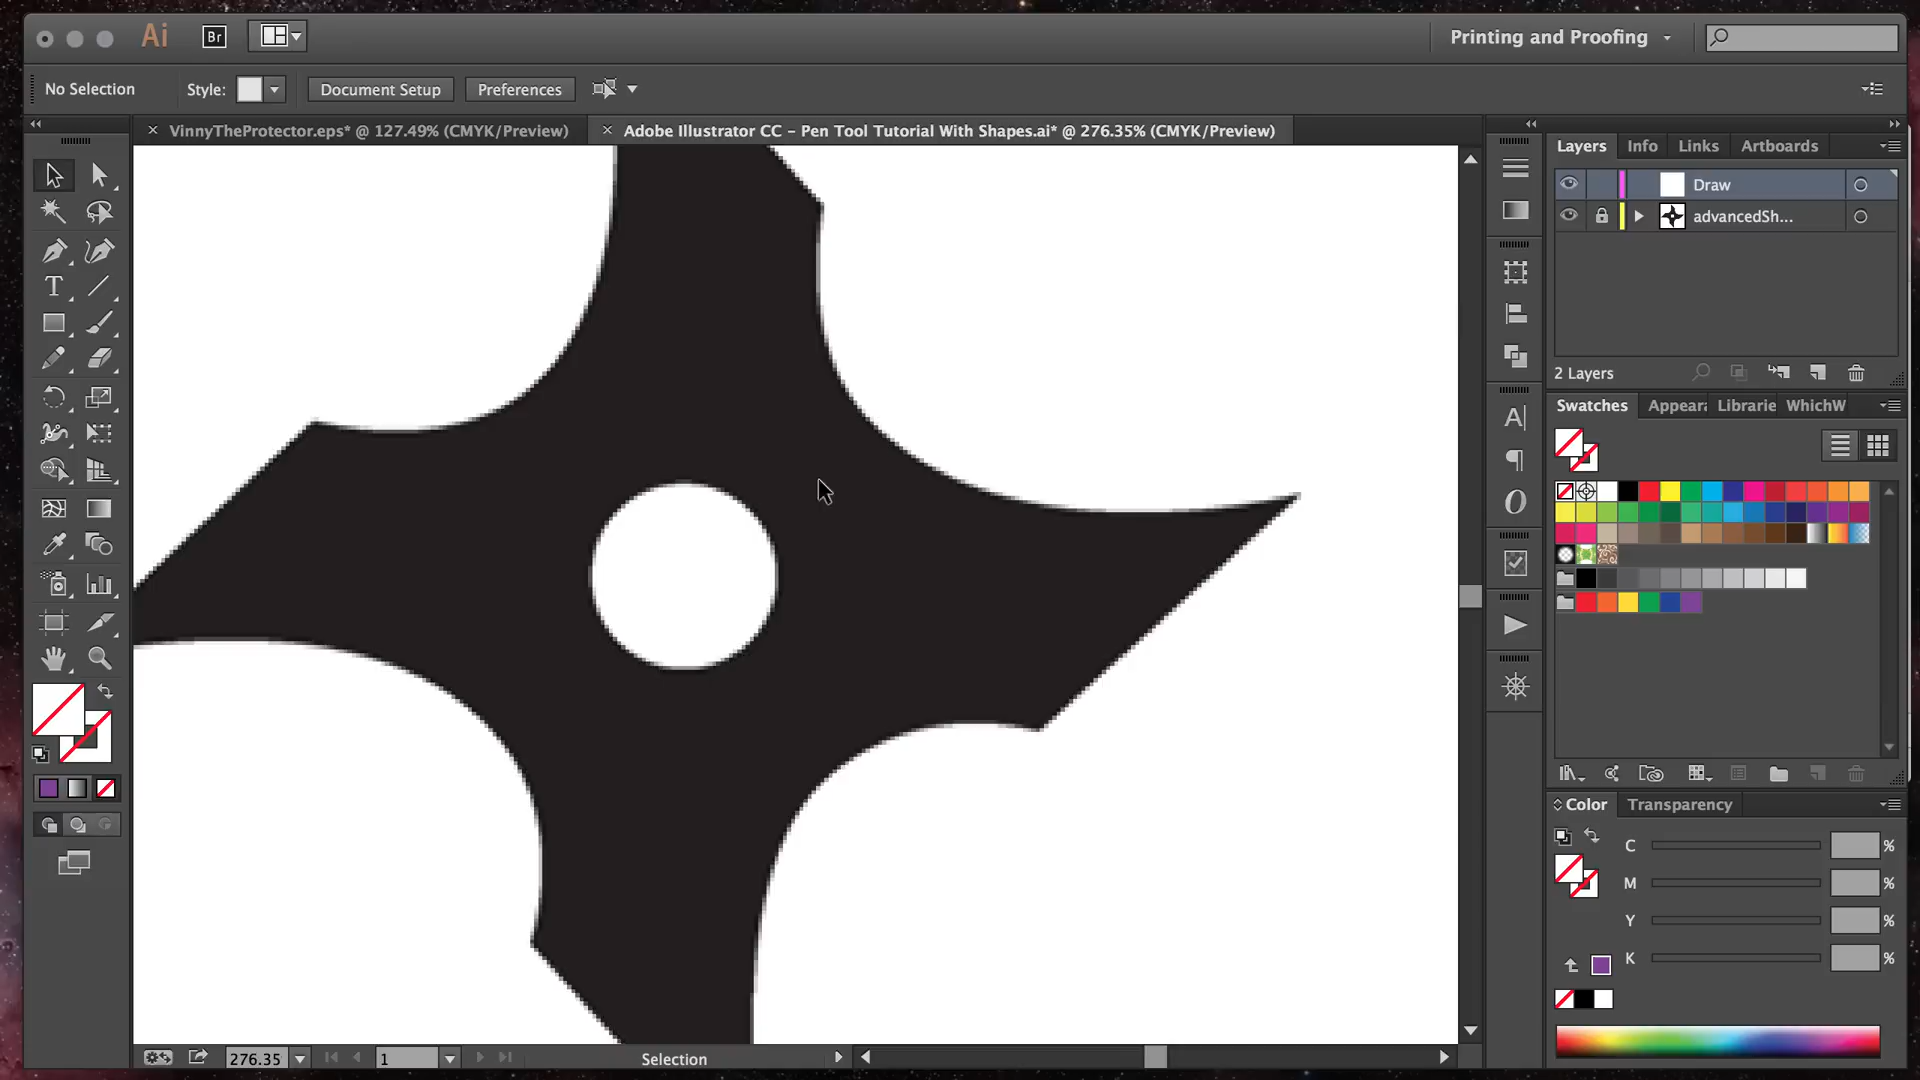 Ai Br Printing and Proofing
No Selection Style: Document Setup Preferences
× VinnyTheProtector.eps* @ 127.49% (CMYK/Preview) × Adobe Illustrator CC - Pen Tool Tutorial With Shapes.ai* @ 276.35% (CMYK/Preview)
Layers Info Links Artboards
Draw
advancedSh...
2 Layers
Swatches Appear Librarie WhichW
Color Transparency
C %
M %
Y %
K %
276.35 1 Selection